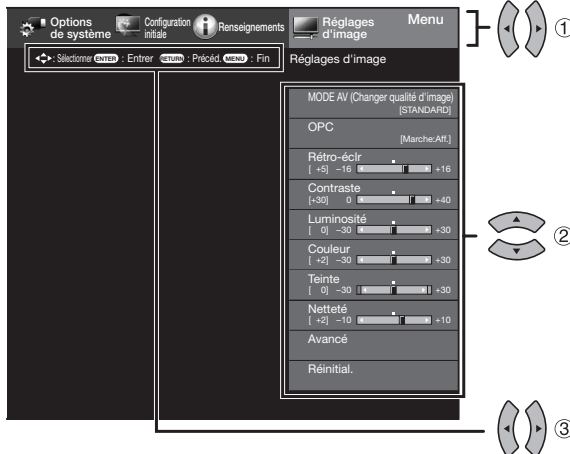 Options de système
Configuration initiale
Renseignements
Réglages d'image
Menu
①
: Sélectionner ENTER : Entrer RETURN : Précéd. MENU : Fin
Réglages d'image
MODE AV (Changer qualité d'image)
[STANDARD]
OPC
[Marche:Aff.]
Rétro-éclr
[ +5] −16 +16
Contraste
[+30] 0 +40
Luminosité
[ 0] −30 +30
Couleur
[ +2] −30 +30
Teinte
[ 0] −30 +30
Netteté
[ +2] −10 +10
Avancé
Réinitial.
②
③